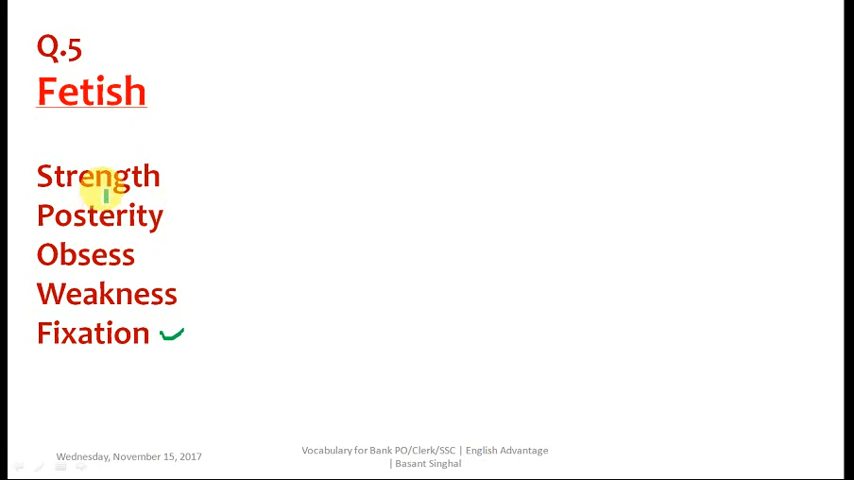 Q.5
Fetish
Strength
Posterity
Obsess
Weakness
Fixation
Wednesday, November 15, 2017
Vocabulary for Bank PO/Clerk/SSC | English Advantage
| Basant Singhal